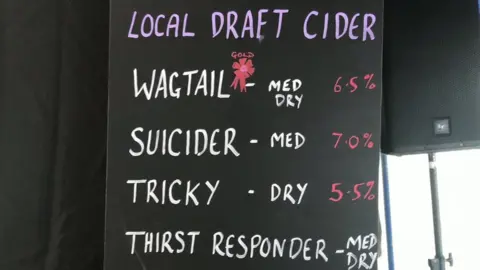 LOCAL DRAFT CIDER
GOLD
WAGTAIL - MED DRY 6.5%
SUICIDER - MED 7.0%
TRICKY - DRY 5.5%
THIRST RESPONDER - MED DRY